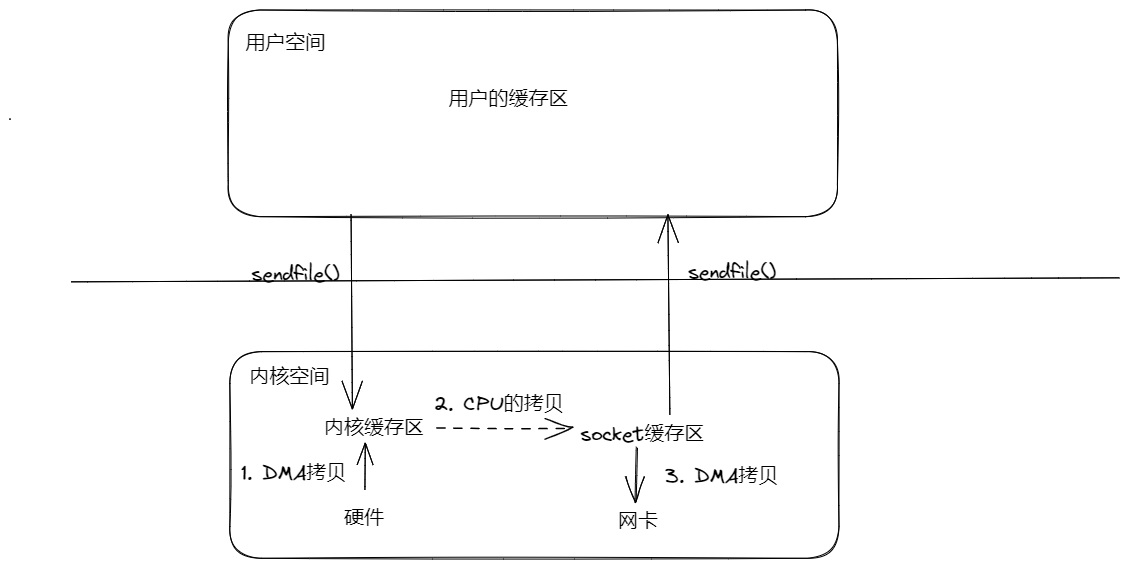 用户空间
用户的缓存区
sendfile()
sendfile()
内核空间
2. CPU的拷贝
内核缓存区
socket缓存区
1. DMA拷贝
3. DMA拷贝
硬件
网卡